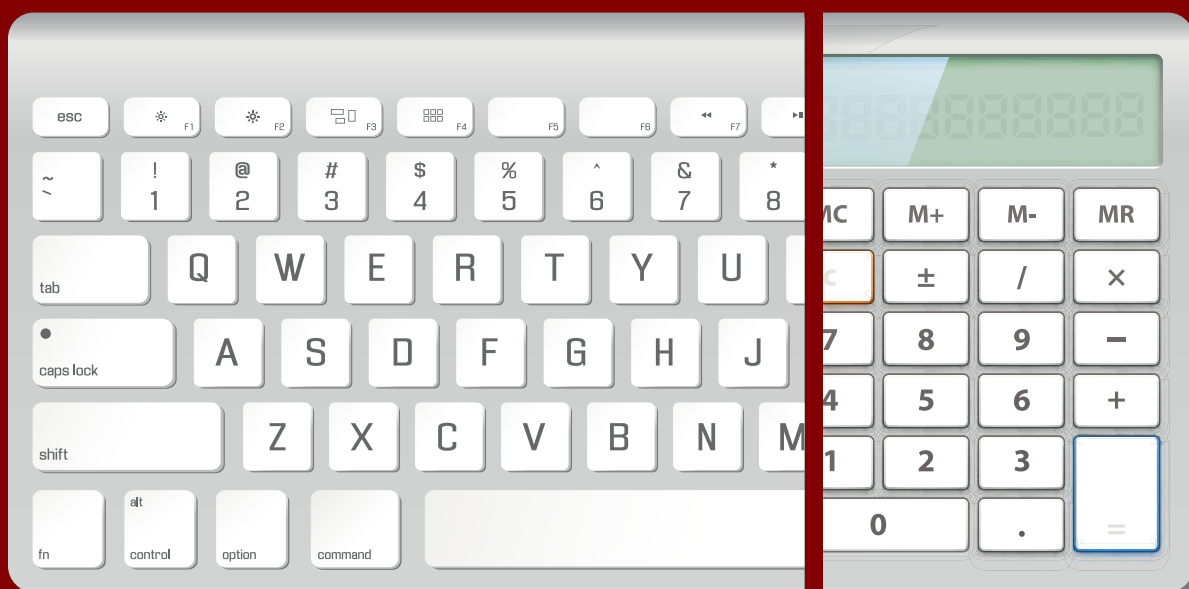 esc F1 F2 F3 F4 F5 F6 F7
~ ! @ # $ % ^ & *
` 1 2 3 4 5 6 7 8
tab Q W E R T Y U
caps lock A S D F G H J
shift Z X C V B N M
alt
fn control option command
MC M+ M- MR
C ± / ×
7 8 9 −
4 5 6 +
1 2 3
0 . =